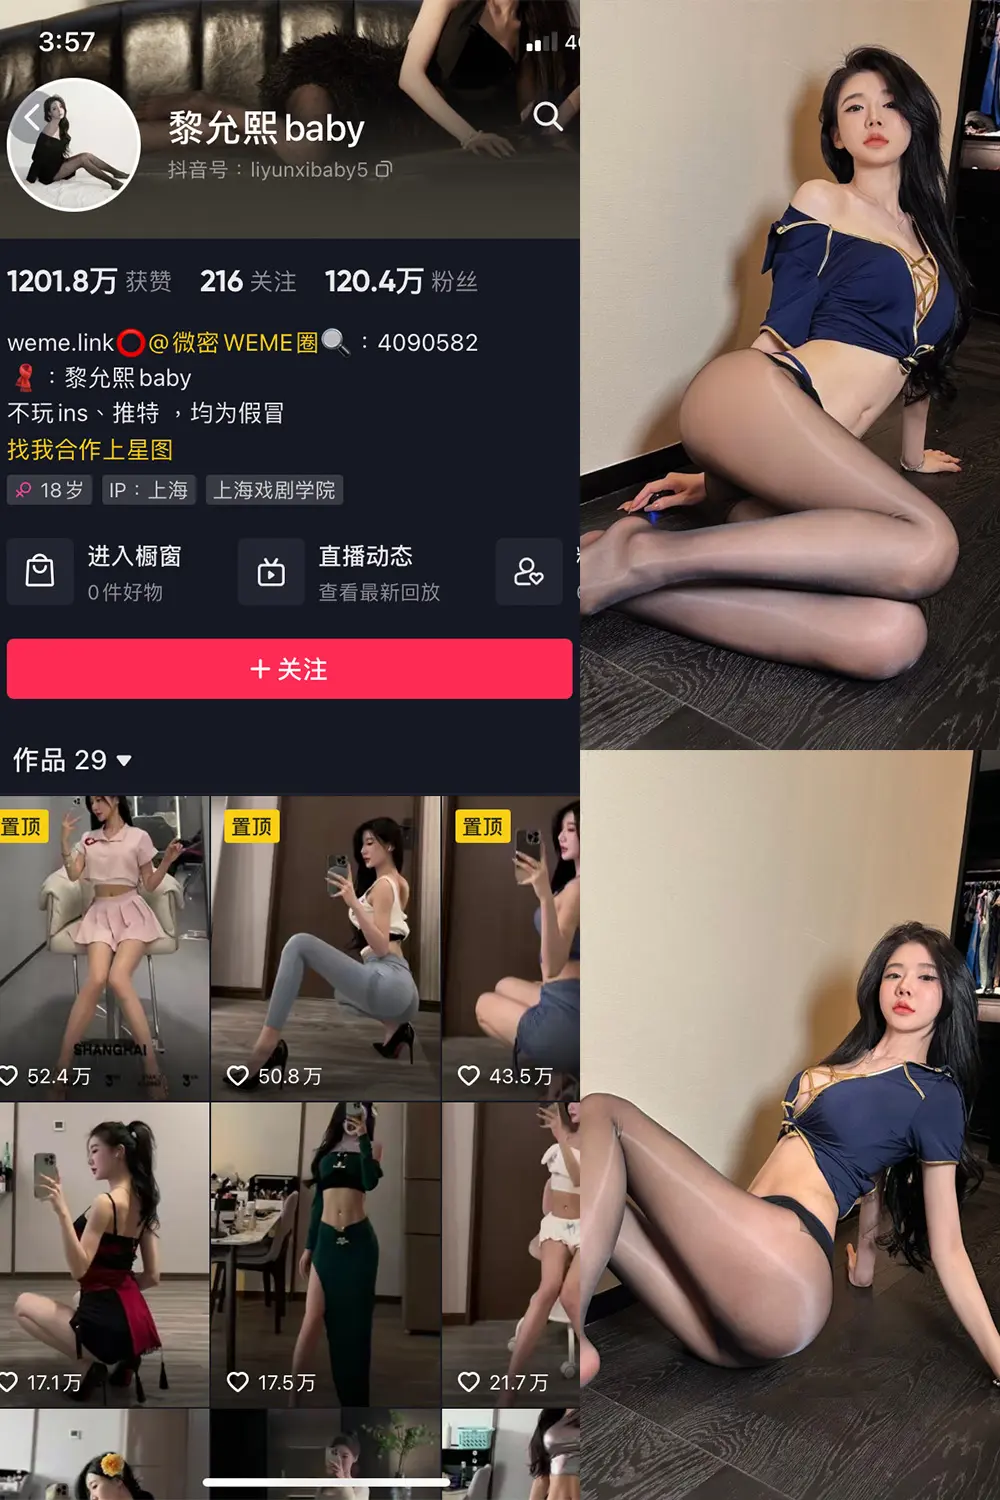 3:57
4G
黎允熙baby
抖音号：liyunxibaby5
1201.8万 获赞 216 关注 120.4万 粉丝
weme.link⭕@微密WEME圈🔍：4090582
🧣：黎允熙baby
不玩ins、推特，均为假冒
找我合作上星图
♀ 18岁 IP：上海 上海戏剧学院
进入橱窗 直播动态
0件好物 查看最新回放
+ 关注
作品 29
置顶 置顶 置顶
SHANGHAI
52.4万 50.8万 43.5万
17.1万 17.5万 21.7万